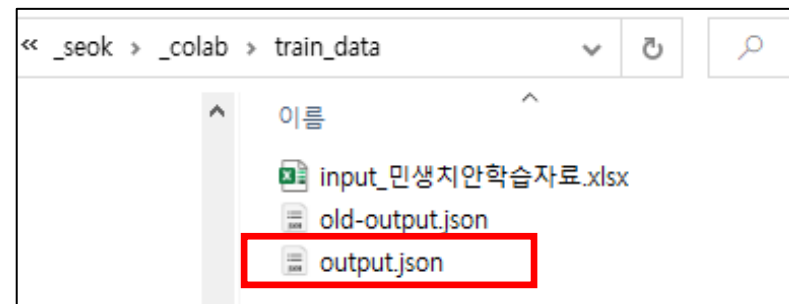 « _seok > _colab > train_data
이름
input_민생치안학습자료.xlsx
old-output.json
output.json